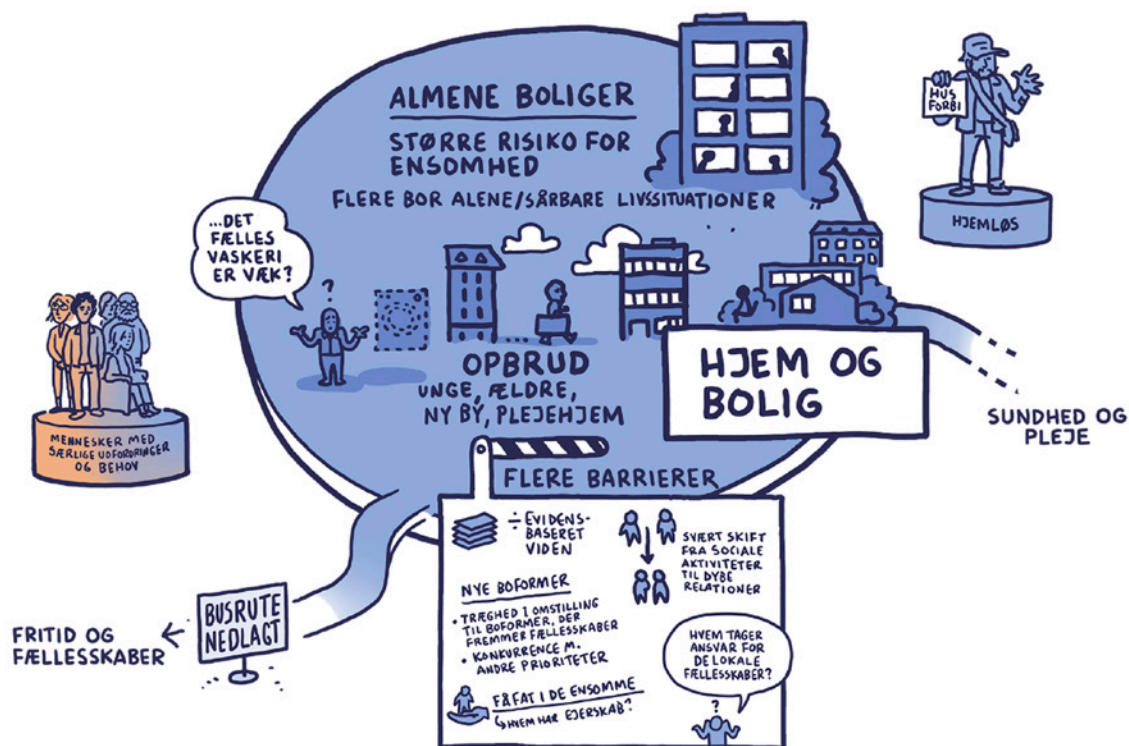 ALMENE BOLIGER
STØRRE RISIKO FOR
ENSOMHED
FLERE BOR ALENE/SÅRBARE LIVSSITUATIONER
HUS
FORBI
HJEMLØS
...DET
FÆLLES
VASKERI
ER VÆK?
?
OPBRUD
UNGE, ÆLDRE,
NY BY, PLEJEHJEM
HJEM OG
BOLIG
SUNDHED OG
PLEJE
MENNESKER MED
SÆRLIGE UDFORDRINGER
OG BEHOV
FLERE BARRIERER
÷ EVIDENS-
BASERET
VIDEN
SVÆRT SKIFT
FRA SOCIALE
AKTIVITETER
TIL DYBE
RELATIONER
NYE BOFORMER
• TRÆGHED I OMSTILLING
TIL BOFORMER, DER
FREMMER FÆLLESSKABER
• KONKURRENCE M.
ANDRE PRIORITETER
FÅ FAT I DE ENSOMME
↳ HVEM HAR EJERSKAB?
HVEM TAGER
ANSVAR FOR
DE LOKALE
FÆLLESSKABER?
?
BUSRUTE
NEDLAGT
FRITID OG
FÆLLESSKABER